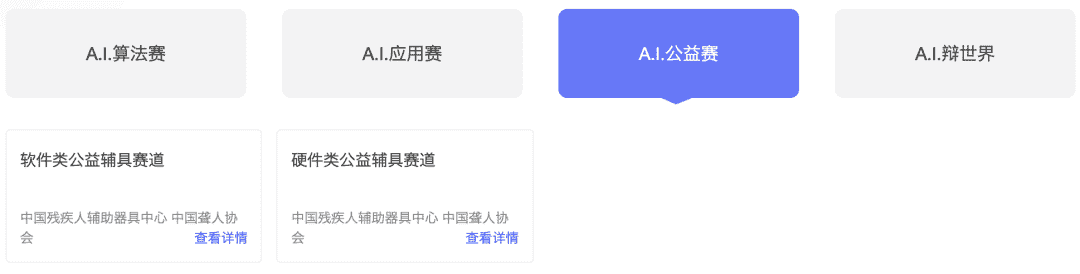 A.I.算法赛
A.I.应用赛
A.I.公益赛
A.I.辩世界
软件类公益辅具赛道
中国残疾人辅助器具中心 中国聋人协
会
查看详情
硬件类公益辅具赛道
中国残疾人辅助器具中心 中国聋人协
会
查看详情